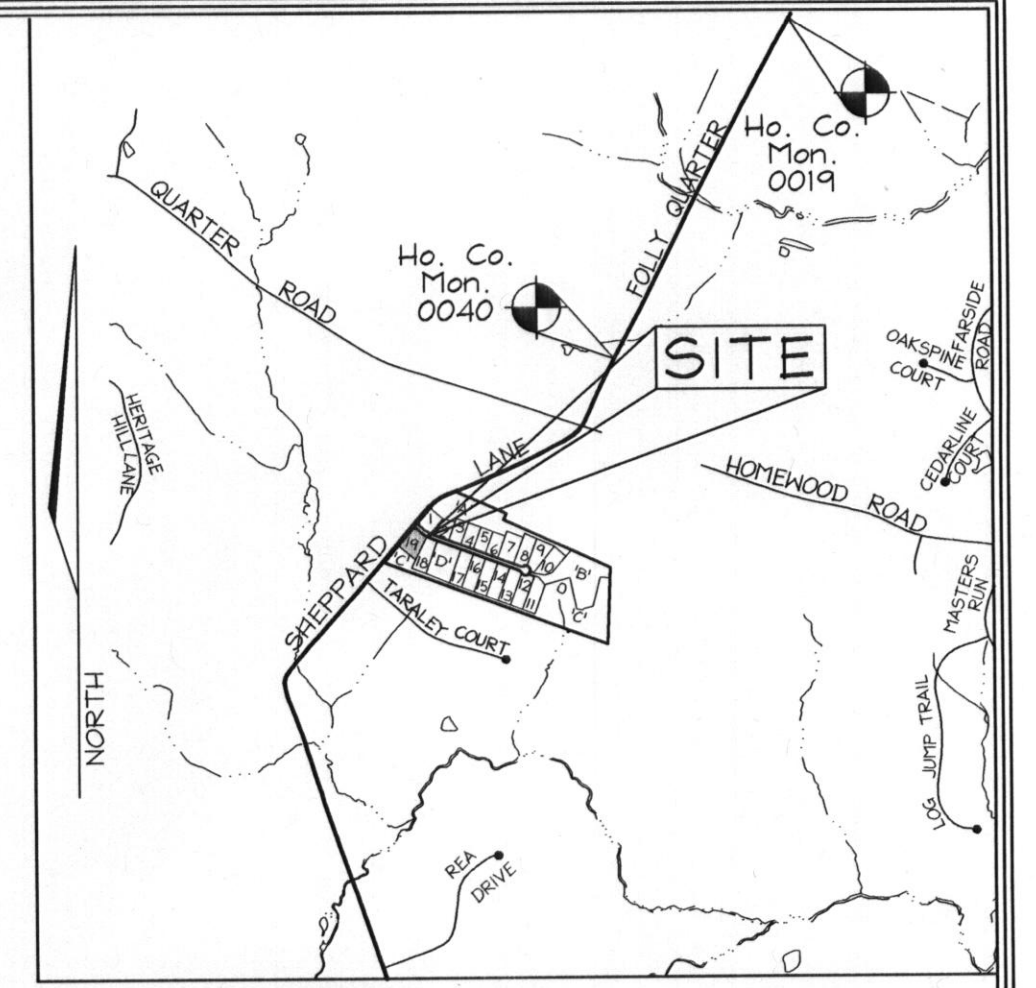 Ho. Co.
Mon.
0019
QUARTER
ROAD
FOLLY QUARTER
Ho. Co.
Mon.
0040
SITE
OAKSPINE
COURT
FARSIDE
ROAD
CEDARLINE
COURT
HERITAGE
HILL LANE
LANE
HOMEWOOD ROAD
'A'
1
3
4
5
6
7
8
9
10
'B'
19
'C'
18
'D'
17
16
15
14
13
12
11
'C'
SHEPPARD
TARALEY COURT
MASTERS
RUN
NORTH
LOG JUMP TRAIL
REA
DRIVE